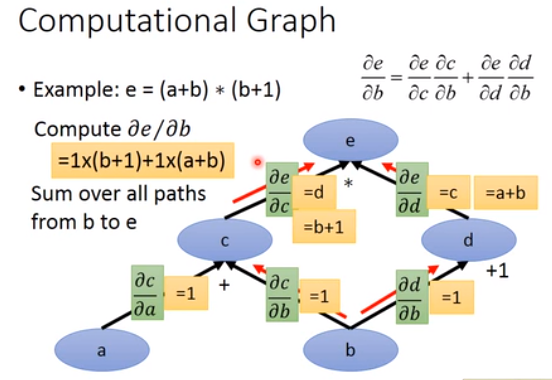 Computational Graph
∂e/∂b = ∂e/∂c ∂c/∂b + ∂e/∂d ∂d/∂b
• Example: e = (a+b) * (b+1)
Compute ∂e/∂b
=1x(b+1)+1x(a+b)
Sum over all paths
from b to e
e
*
∂e/∂c =d
=b+1
∂e/∂d =c =a+b
c
d
+
+1
∂c/∂a =1
∂c/∂b =1
∂d/∂b =1
a
b